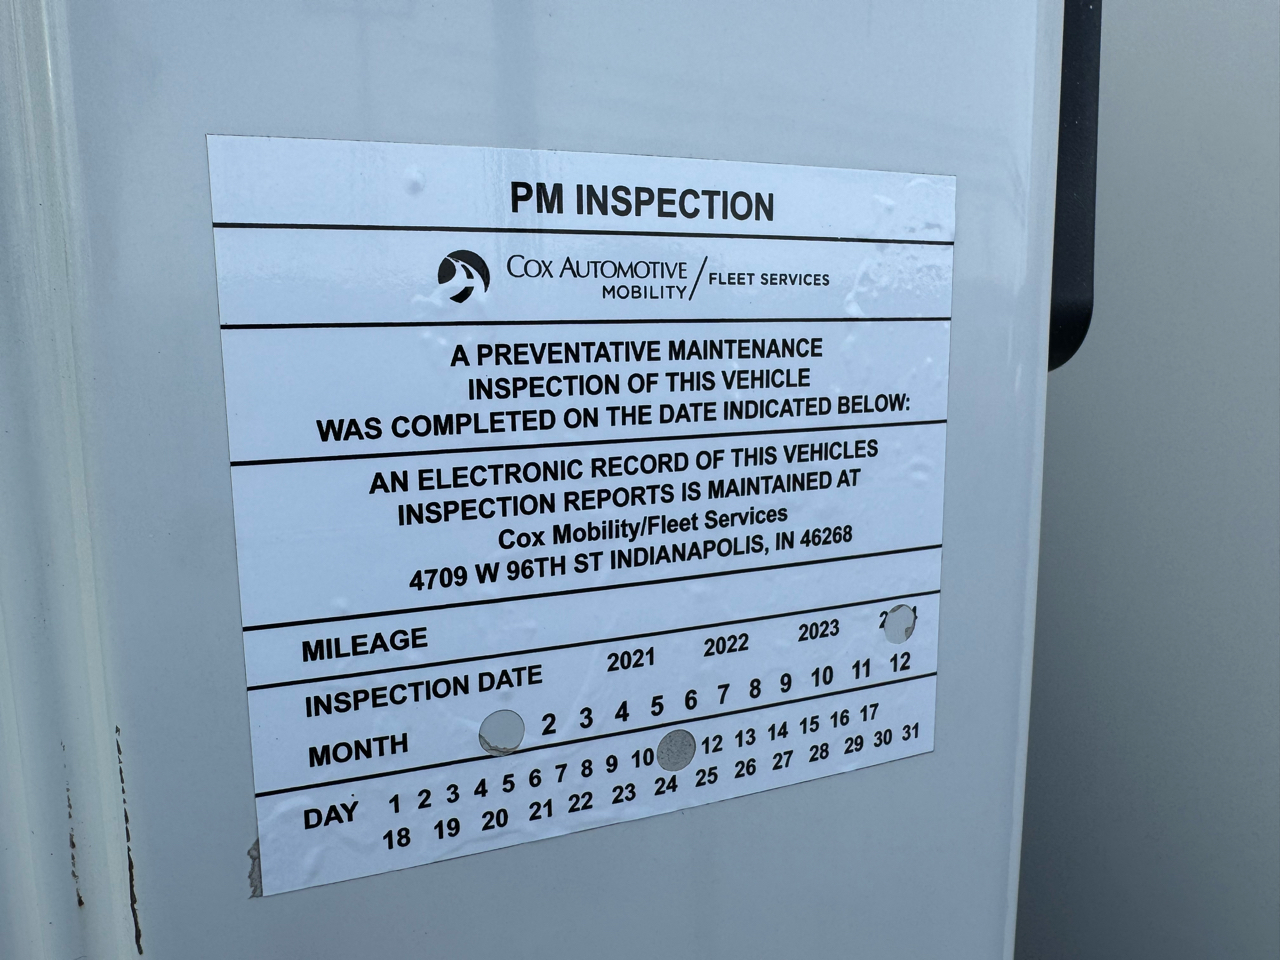 PM INSPECTION
COX AUTOMOTIVE
MOBILITY / FLEET SERVICES
A PREVENTATIVE MAINTENANCE
INSPECTION OF THIS VEHICLE
WAS COMPLETED ON THE DATE INDICATED BELOW:
AN ELECTRONIC RECORD OF THIS VEHICLES
INSPECTION REPORTS IS MAINTAINED AT
Cox Mobility/Fleet Services
4709 W 96TH ST INDIANAPOLIS, IN 46268
MILEAGE
INSPECTION DATE 2021 2022 2023
MONTH 2 3 4 5 6 7 8 9 10 11 12
DAY 1 2 3 4 5 6 7 8 9 10 12 13 14 15 16 17
18 19 20 21 22 23 24 25 26 27 28 29 30 31